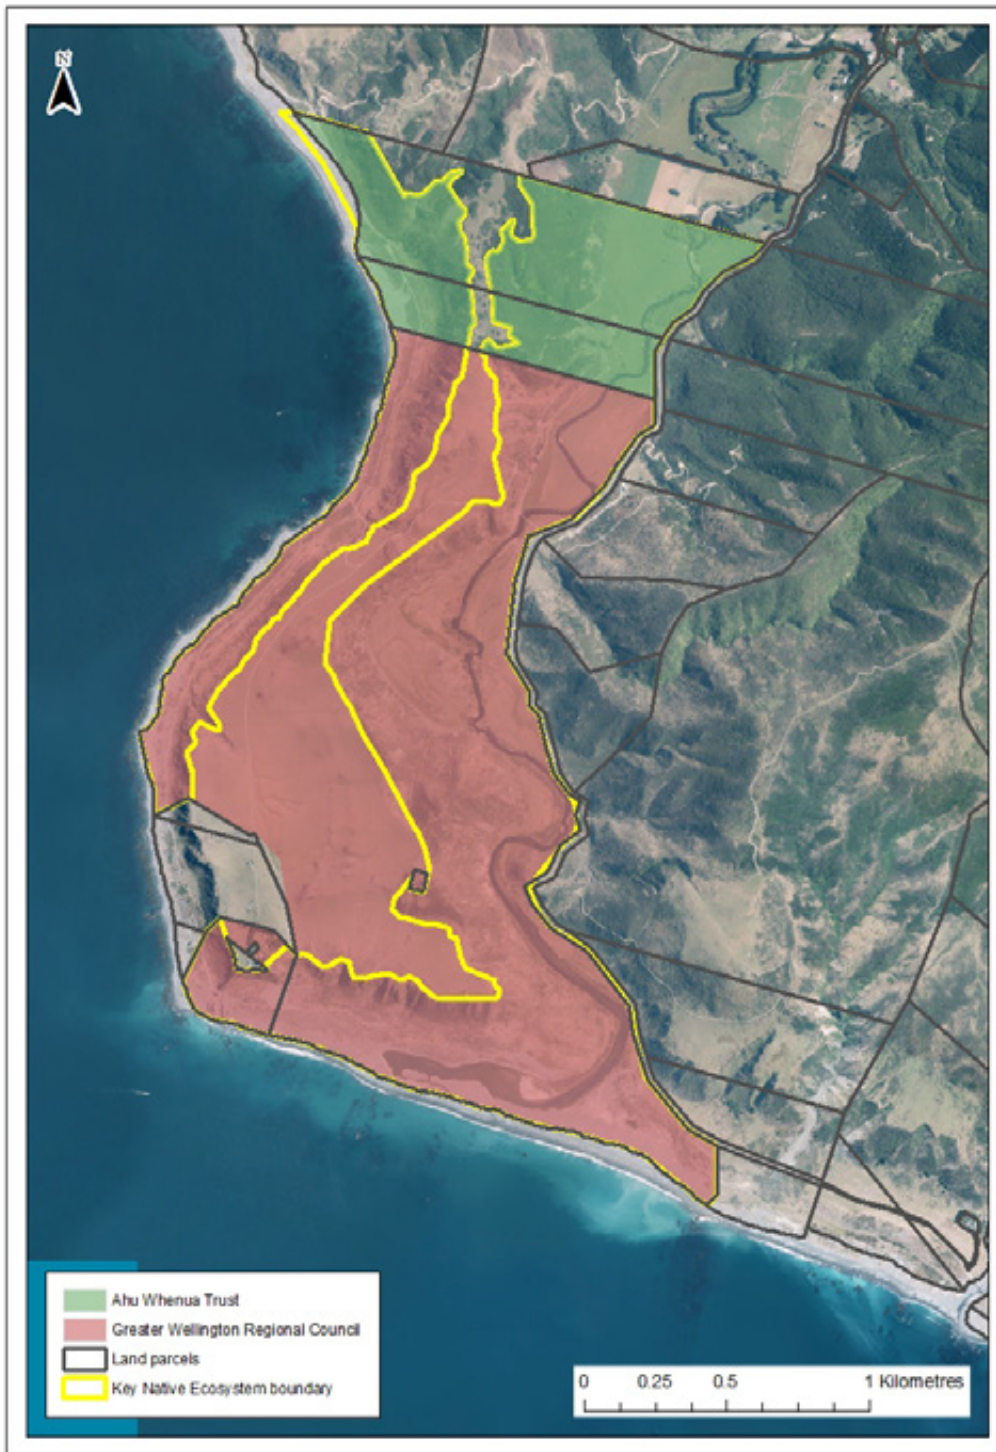 N
Ahu Whenua Trust
Greater Wellington Regional Council
Land parcels
Key Native Ecosystem boundary
0 0.25 0.5 1 Kilometres